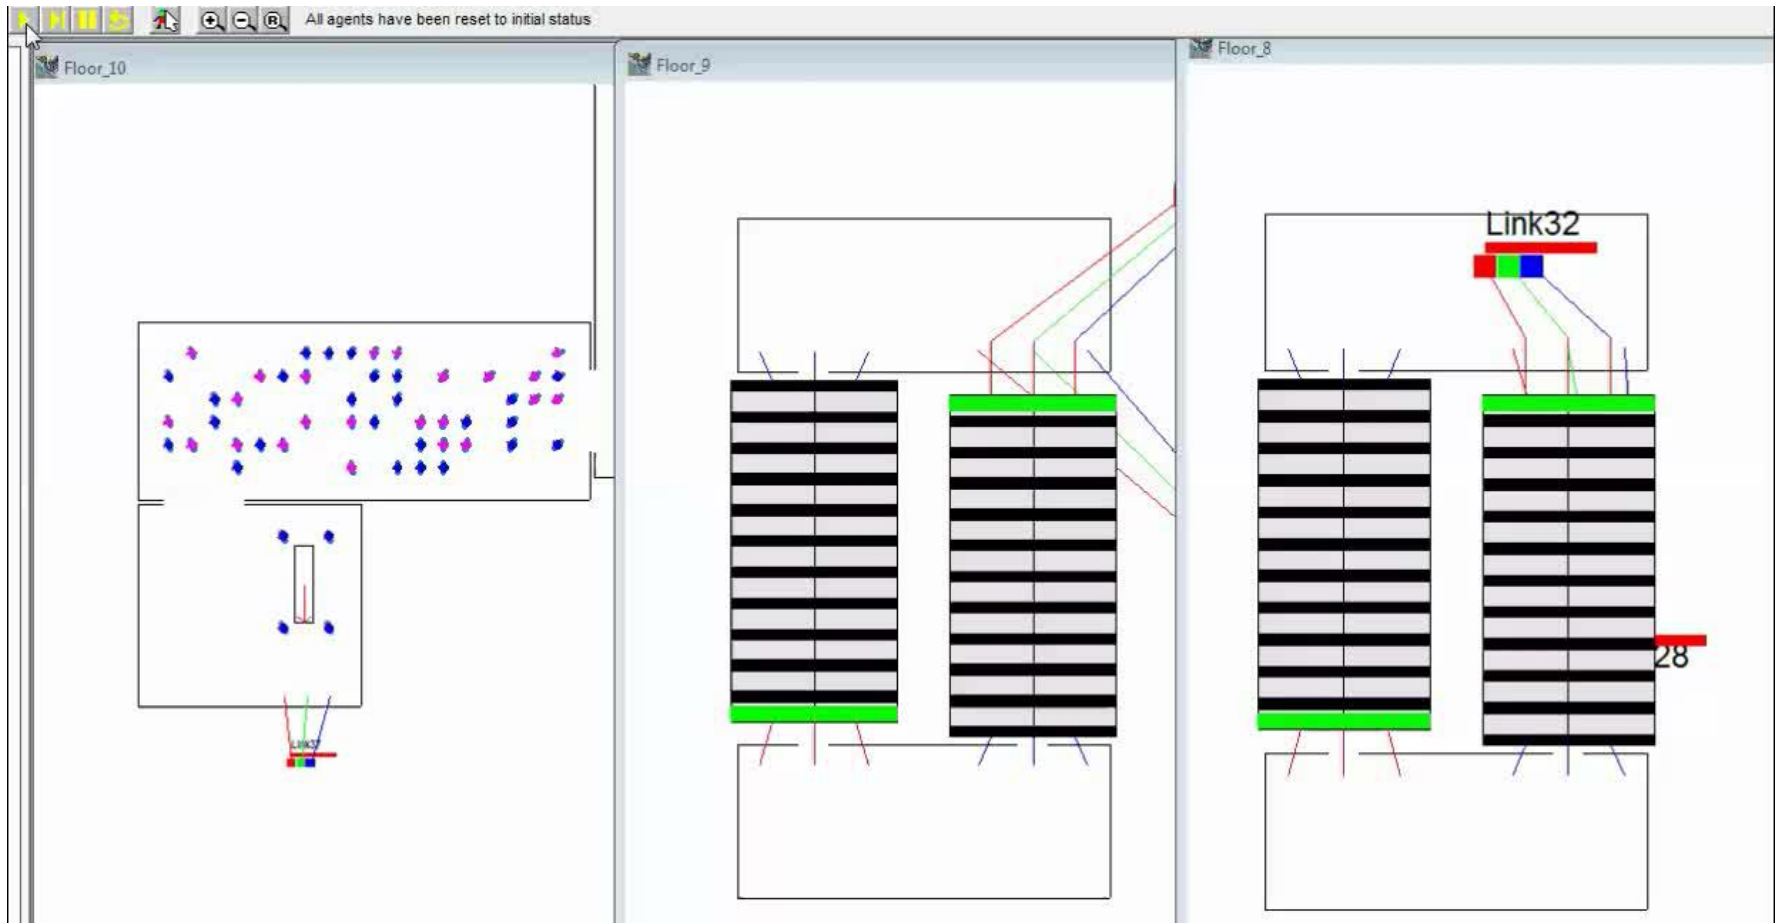 All agents have been reset to initial status
Floor_10
Floor_9
Floor_8
Link32
28